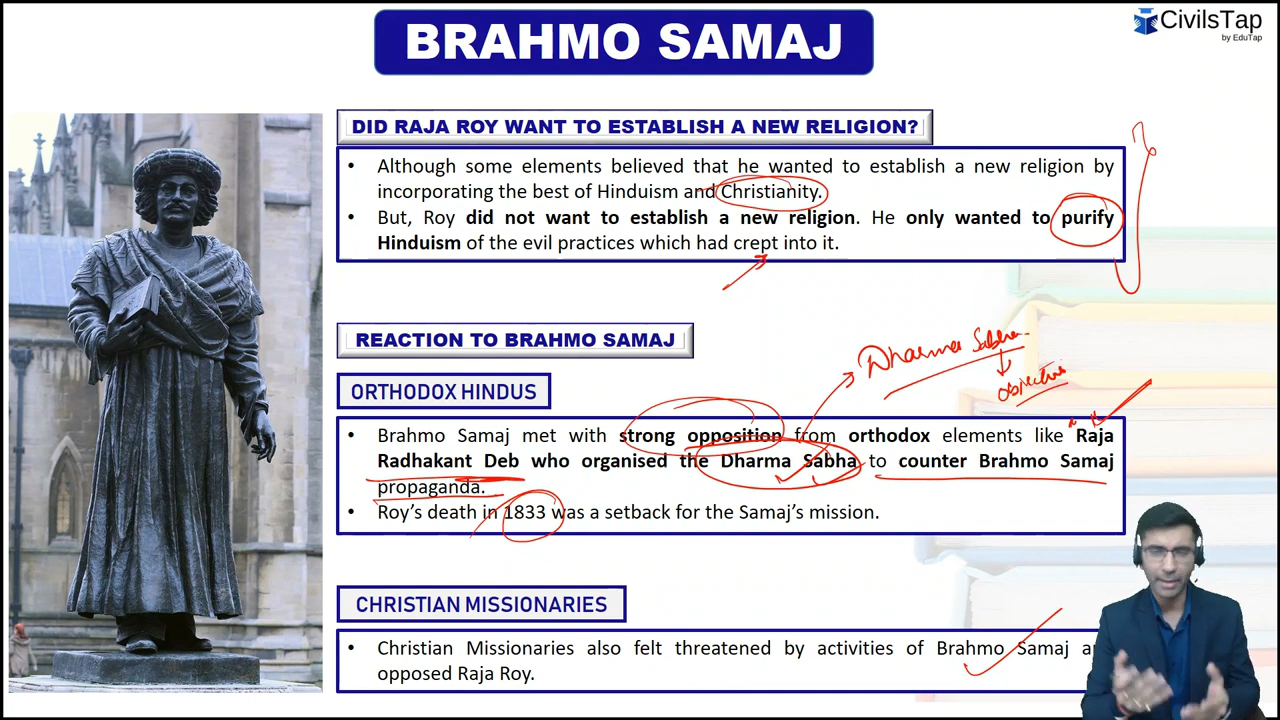 BRAHMO SAMAJ
CivilsTap
by EduTap
DID RAJA ROY WANT TO ESTABLISH A NEW RELIGION?
• Although some elements believed that he wanted to establish a new religion by
incorporating the best of Hinduism and Christianity.
• But, Roy did not want to establish a new religion. He only wanted to purify
Hinduism of the evil practices which had crept into it.
REACTION TO BRAHMO SAMAJ
Dharma Sabha
Objective
ORTHODOX HINDUS
• Brahmo Samaj met with strong opposition from orthodox elements like Raja
Radhakant Deb who organised the Dharma Sabha to counter Brahmo Samaj
propaganda.
• Roy's death in 1833 was a setback for the Samaj's mission.
CHRISTIAN MISSIONARIES
• Christian Missionaries also felt threatened by activities of Brahmo Samaj
opposed Raja Roy.